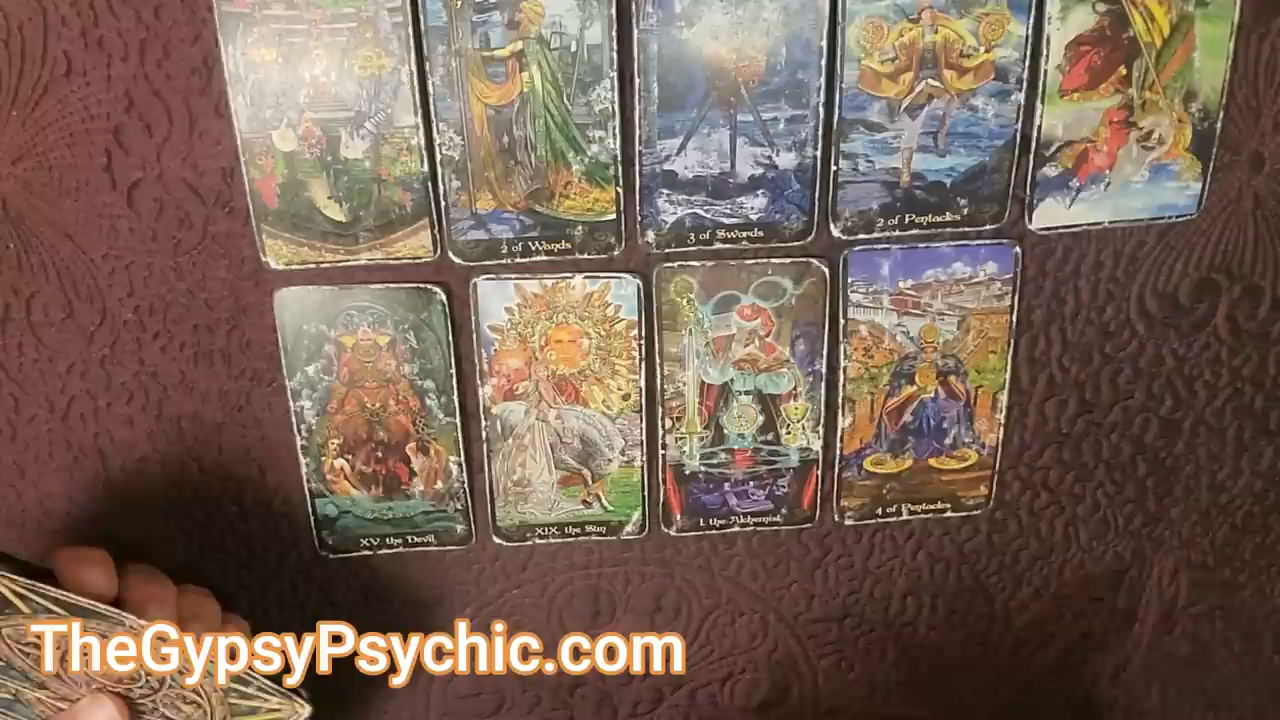 2 of Wands
3 of Swords
2 of Pentacles
XV. the Devil
XIX. the Sun
I. the Alchemist
4 of Pentacles
TheGypsyPsychic.com